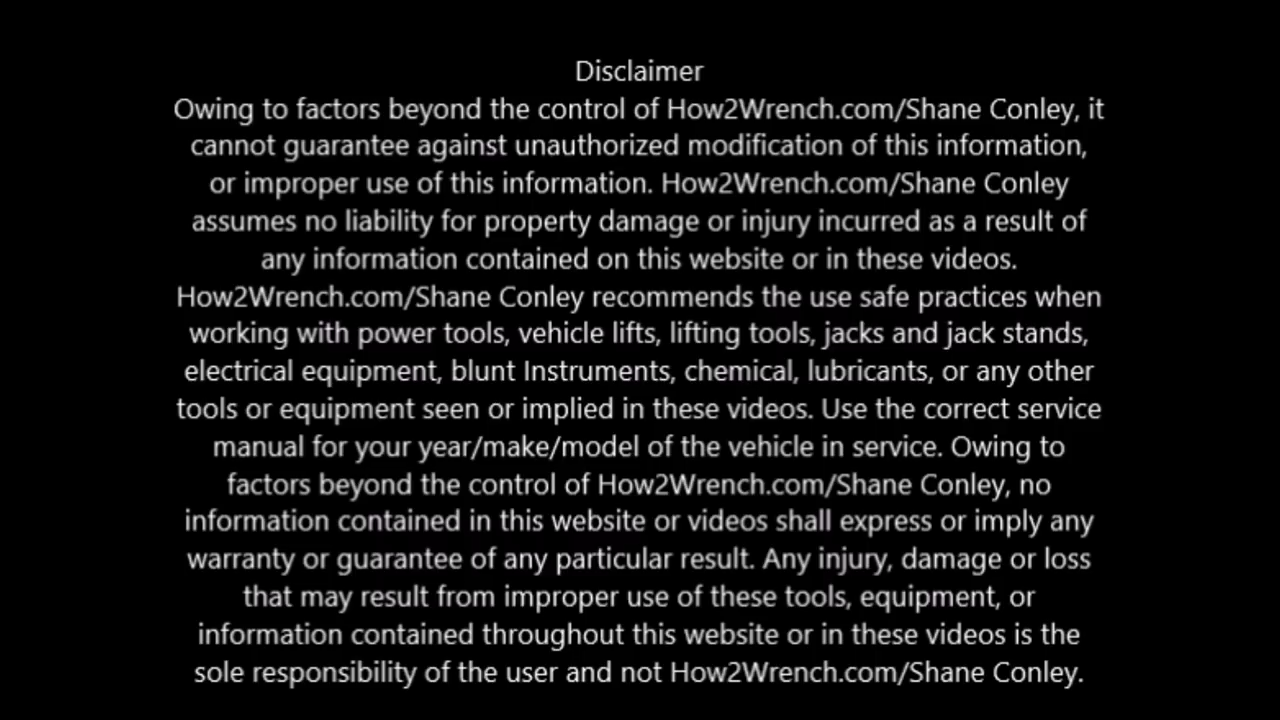 Disclaimer
Owing to factors beyond the control of How2Wrench.com/Shane Conley, it
cannot guarantee against unauthorized modification of this information,
or improper use of this information. How2Wrench.com/Shane Conley
assumes no liability for property damage or injury incurred as a result of
any information contained on this website or in these videos.
How2Wrench.com/Shane Conley recommends the use safe practices when
working with power tools, vehicle lifts, lifting tools, jacks and jack stands,
electrical equipment, blunt Instruments, chemical, lubricants, or any other
tools or equipment seen or implied in these videos. Use the correct service
manual for your year/make/model of the vehicle in service. Owing to
factors beyond the control of How2Wrench.com/Shane Conley, no
information contained in this website or videos shall express or imply any
warranty or guarantee of any particular result. Any injury, damage or loss
that may result from improper use of these tools, equipment, or
information contained throughout this website or in these videos is the
sole responsibility of the user and not How2Wrench.com/Shane Conley.